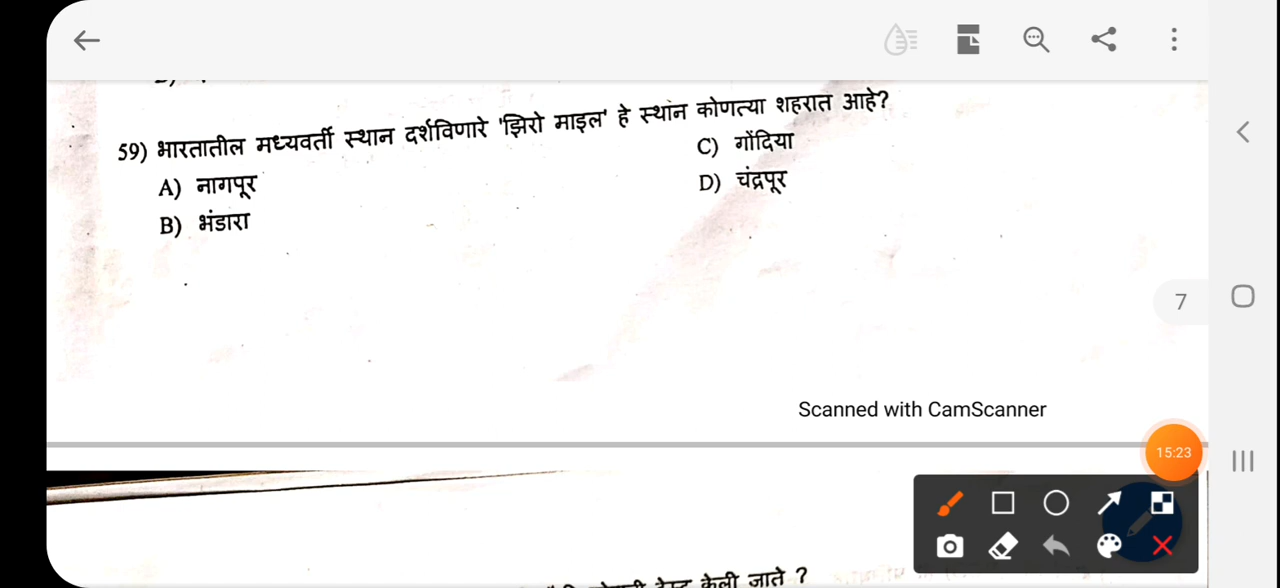 59) भारतातील मध्यवर्ती स्थान दर्शविणारे 'झिरो माइल' हे स्थान कोणत्या शहरात आहे?
A) नागपूर
C) गोंदिया
B) भंडारा
D) चंद्रपूर
7
Scanned with CamScanner
15:23
केली जाते ?